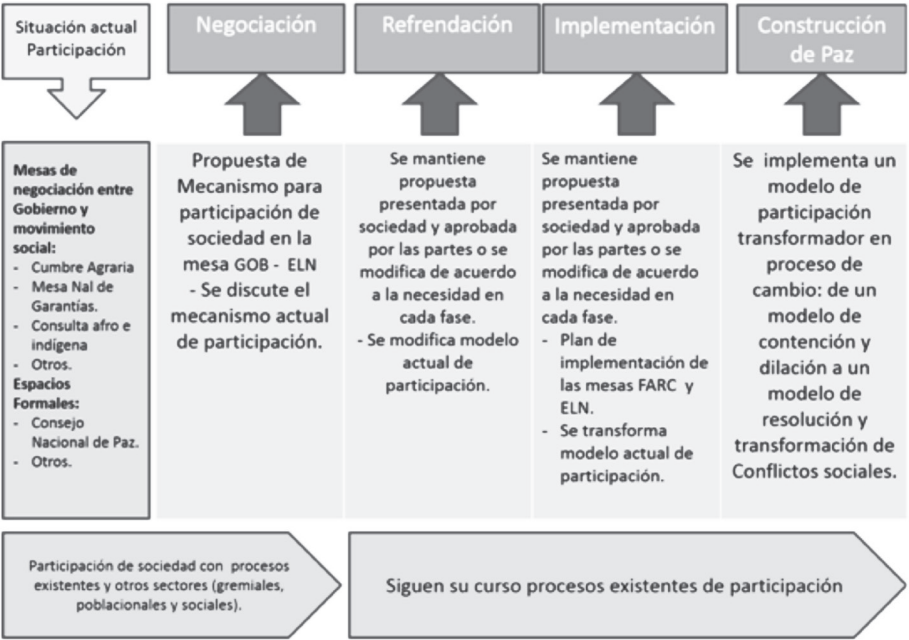 Situación actual
Participación
Negociación
Refrendación
Implementación
Construcción
de Paz
Mesas de
negociación entre
Gobierno y
movimiento
social:
- Cumbre Agraria
- Mesa Nal de
Garantías.
- Consulta afro e
indígena
- Otros.
Espacios
Formales:
- Consejo
Nacional de Paz.
- Otros.
Propuesta de
Mecanismo para
participación de
sociedad en la
mesa GOB - ELN
- Se discute el
mecanismo actual
de participación.
Se mantiene
propuesta
presentada por
sociedad y aprobada
por las partes o se
modifica de acuerdo
a la necesidad en
cada fase.
- Se modifica modelo
actual de
participación.
Se mantiene
propuesta
presentada por
sociedad y aprobada
por las partes o se
modifica de acuerdo
a la necesidad en
cada fase.
- Plan de
implementación de
las mesas FARC y
ELN.
- Se transforma
modelo actual de
participación.
Se implementa un
modelo de
participación
transformador en
proceso de
cambio: de un
modelo de
contención y
dilación a un
modelo de
resolución y
transformación de
Conflictos sociales.
Participación de sociedad con procesos
existentes y otros sectores (gremiales,
poblacionales y sociales).
Siguen su curso procesos existentes de participación